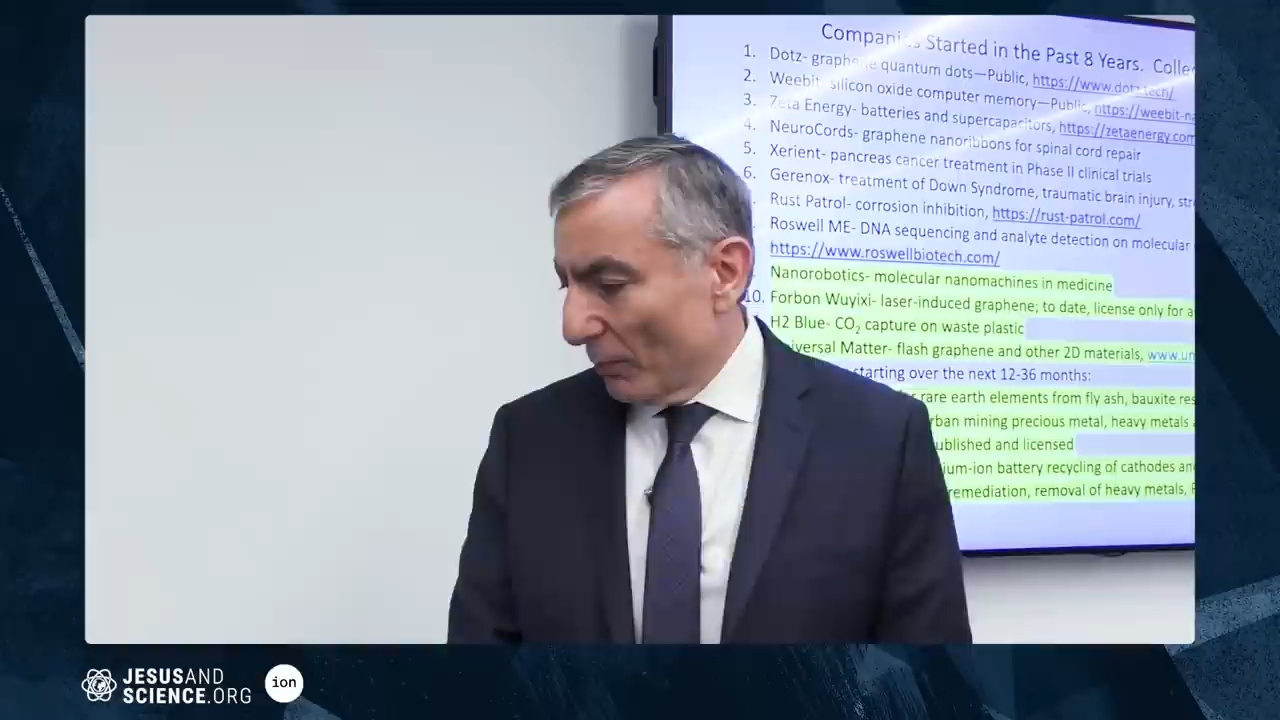 Companies Started in the Past 8 Years.
1. Dotz- graphene quantum dots—Public, https://www.dotz.tech/
2. Weebit- silicon oxide computer memory—Public, https://weebit-na
3. Zeta Energy- batteries and supercapacitors, https://zetaenergy.com
4. NeuroCords- graphene nanoribbons for spinal cord repair
5. Xerient- pancreas cancer treatment in Phase II clinical trials
6. Gerenox- treatment of Down Syndrome, traumatic brain injury,
Rust Patrol- corrosion inhibition, https://rust-patrol.com/
Roswell ME- DNA sequencing and analyte detection on molecular
https://www.roswellbiotech.com/
Nanorobotics- molecular nanomachines in medicine
10. Forbon Wuyixi- laser-induced graphene; to date, license only for a
H2 Blue- CO₂ capture on waste plastic
iversal Matter- flash graphene and other 2D materials, www.un
starting over the next 12-36 months:
rare earth elements from fly ash, bauxite res
rban mining precious metal, heavy metals
ublished and licensed
ium-ion battery recycling of cathodes and
remediation, removal of heavy metals,
JESUSAND
SCIENCE.ORG
ion